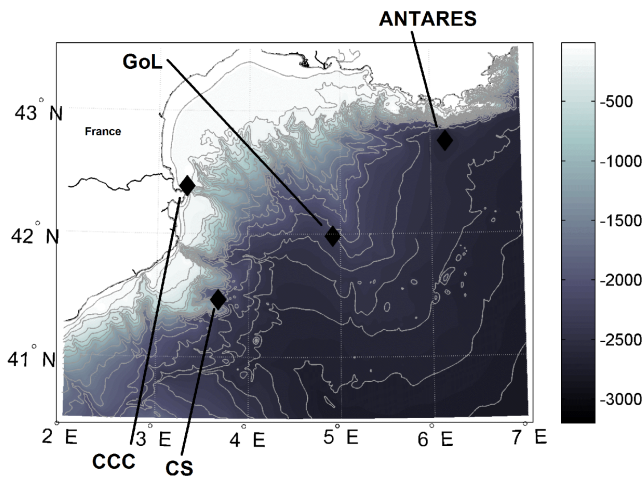 ANTARES
GoL
43° N
France
42° N
41° N
2° E 3° E 4° E 5° E 6° E 7° E
CCC
CS
-500
-1000
-1500
-2000
-2500
-3000